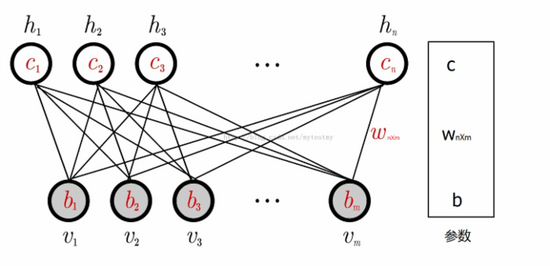 h₁ h₂ h₃ hₙ
c₁ c₂ c₃ ... cₙ c
wₙₓₘ Wₙₓₘ
b₁ b₂ b₃ ... bₘ b
v₁ v₂ v₃ vₘ 参数